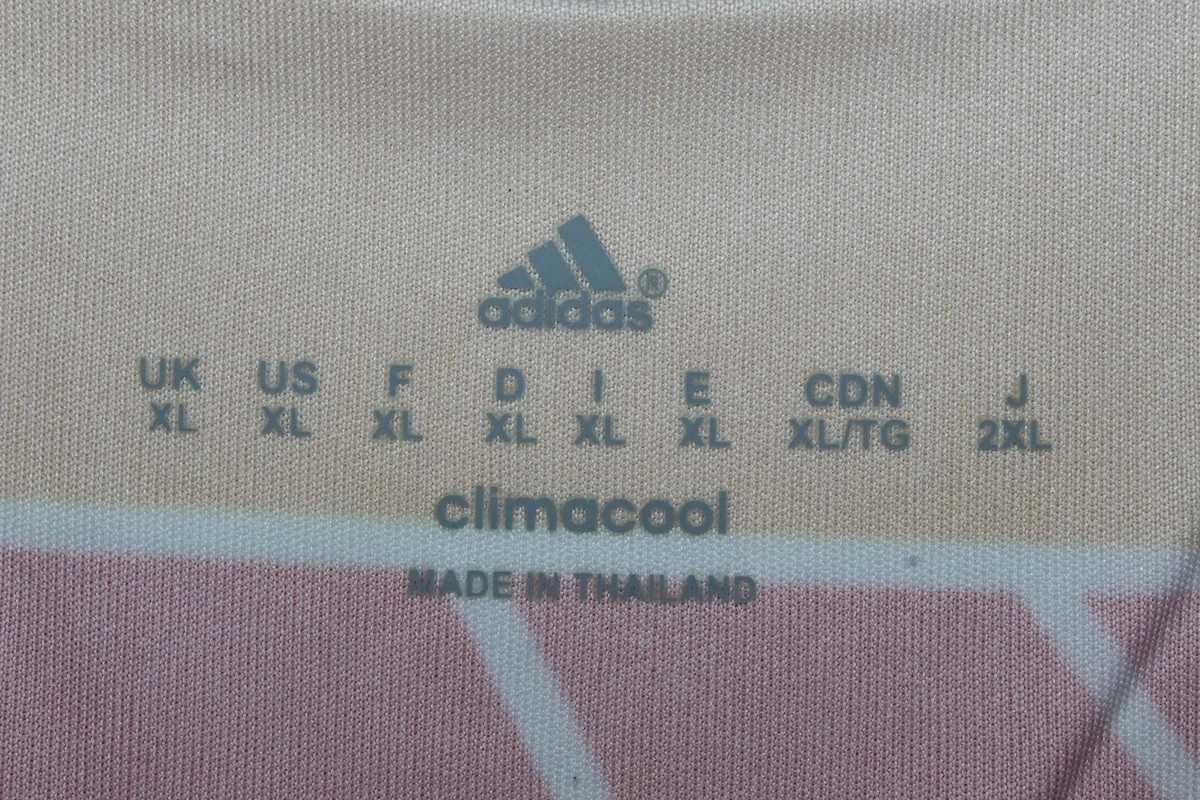 adidas®
UK US F D I E CDN J
XL XL XL XL XL XL XL/TG 2XL
climacool
MADE IN THAILAND